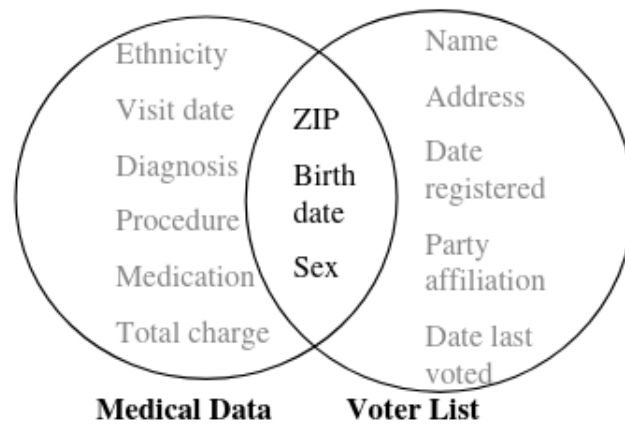 Ethnicity
Visit date
Diagnosis
Procedure
Medication
Total charge
ZIP
Birth
date
Sex
Name
Address
Date
registered
Party
affiliation
Date last
voted
Medical Data
Voter List